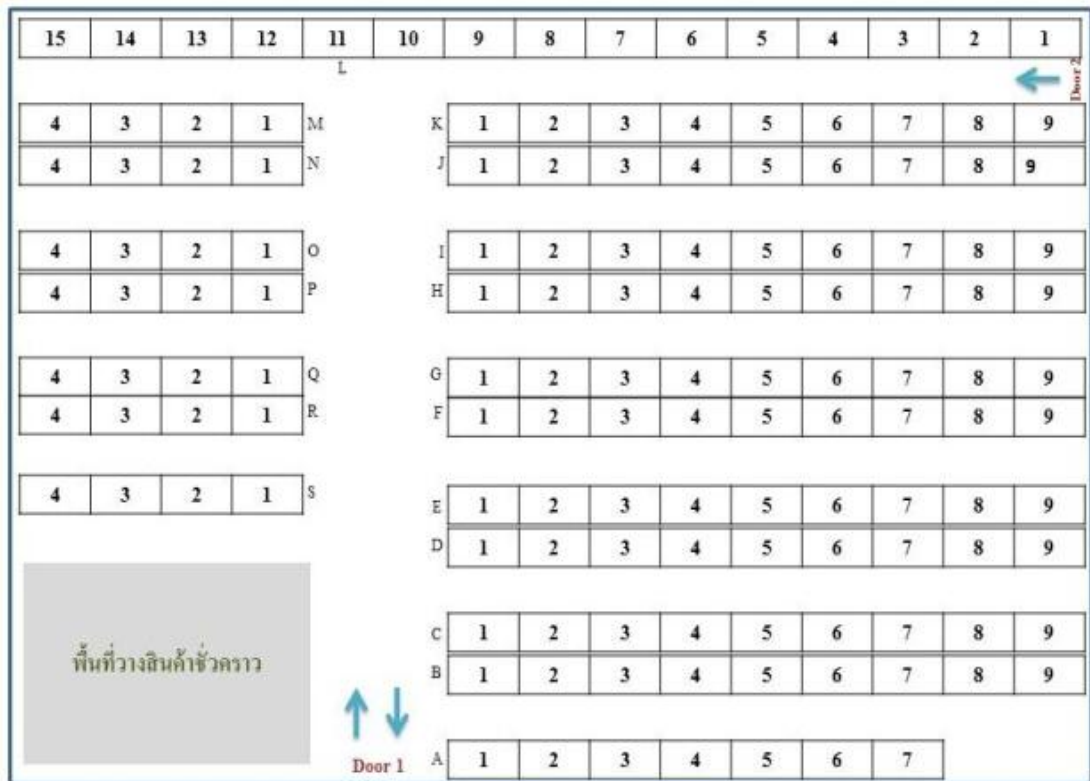 15 14 13 12 11 10 9 8 7 6 5 4 3 2 1
L
Door 2
4 3 2 1 M K 1 2 3 4 5 6 7 8 9
4 3 2 1 N J 1 2 3 4 5 6 7 8 9
4 3 2 1 O I 1 2 3 4 5 6 7 8 9
4 3 2 1 P H 1 2 3 4 5 6 7 8 9
4 3 2 1 Q G 1 2 3 4 5 6 7 8 9
4 3 2 1 R F 1 2 3 4 5 6 7 8 9
4 3 2 1 S E 1 2 3 4 5 6 7 8 9
D 1 2 3 4 5 6 7 8 9
C 1 2 3 4 5 6 7 8 9
พื้นที่วางสินค้าชั่วคราว
B 1 2 3 4 5 6 7 8 9
Door 1 A 1 2 3 4 5 6 7